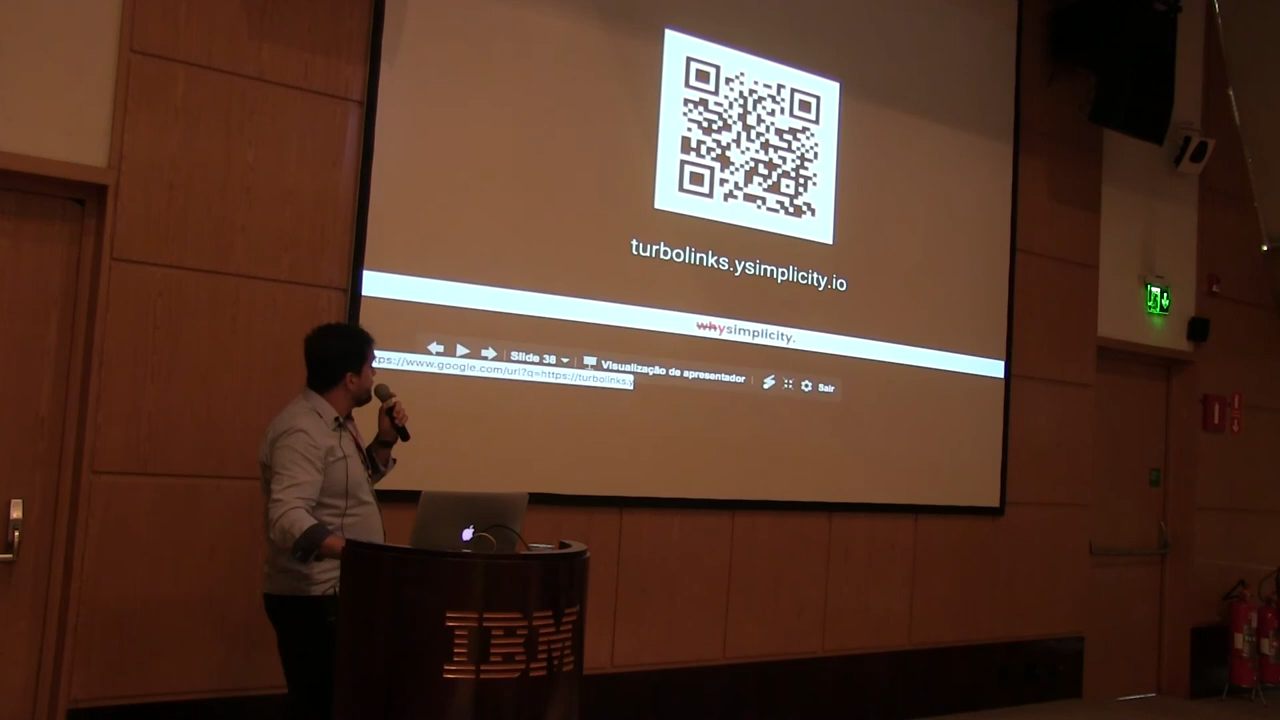 turbolinks.ysimplicity.io
whysimplicity.
Slide 38
Visualização de apresentador
Sair
ps://www.google.com/url?q=https://turbolinks.y
IBM